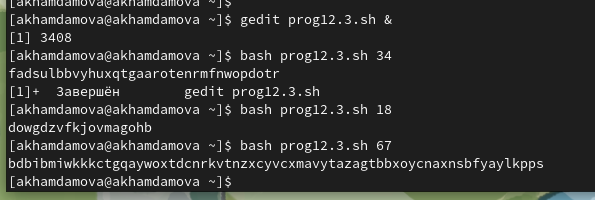 [akhamdamova@akhamdamova ~]$
[akhamdamova@akhamdamova ~]$ gedit prog12.3.sh &
[1] 3408
[akhamdamova@akhamdamova ~]$ bash prog12.3.sh 34
fadsulbbvyhuxqtgaarotenrmfnwopdotr
[1]+  Завершён        gedit prog12.3.sh
[akhamdamova@akhamdamova ~]$ bash prog12.3.sh 18
dowgdzvfkjovmagohb
[akhamdamova@akhamdamova ~]$ bash prog12.3.sh 67
bdbibmiwkkkctgqaywoxtdcnrkvtnzxcyvcxmavytazagtbbxoycnaxnsbfyaylkpps
[akhamdamova@akhamdamova ~]$